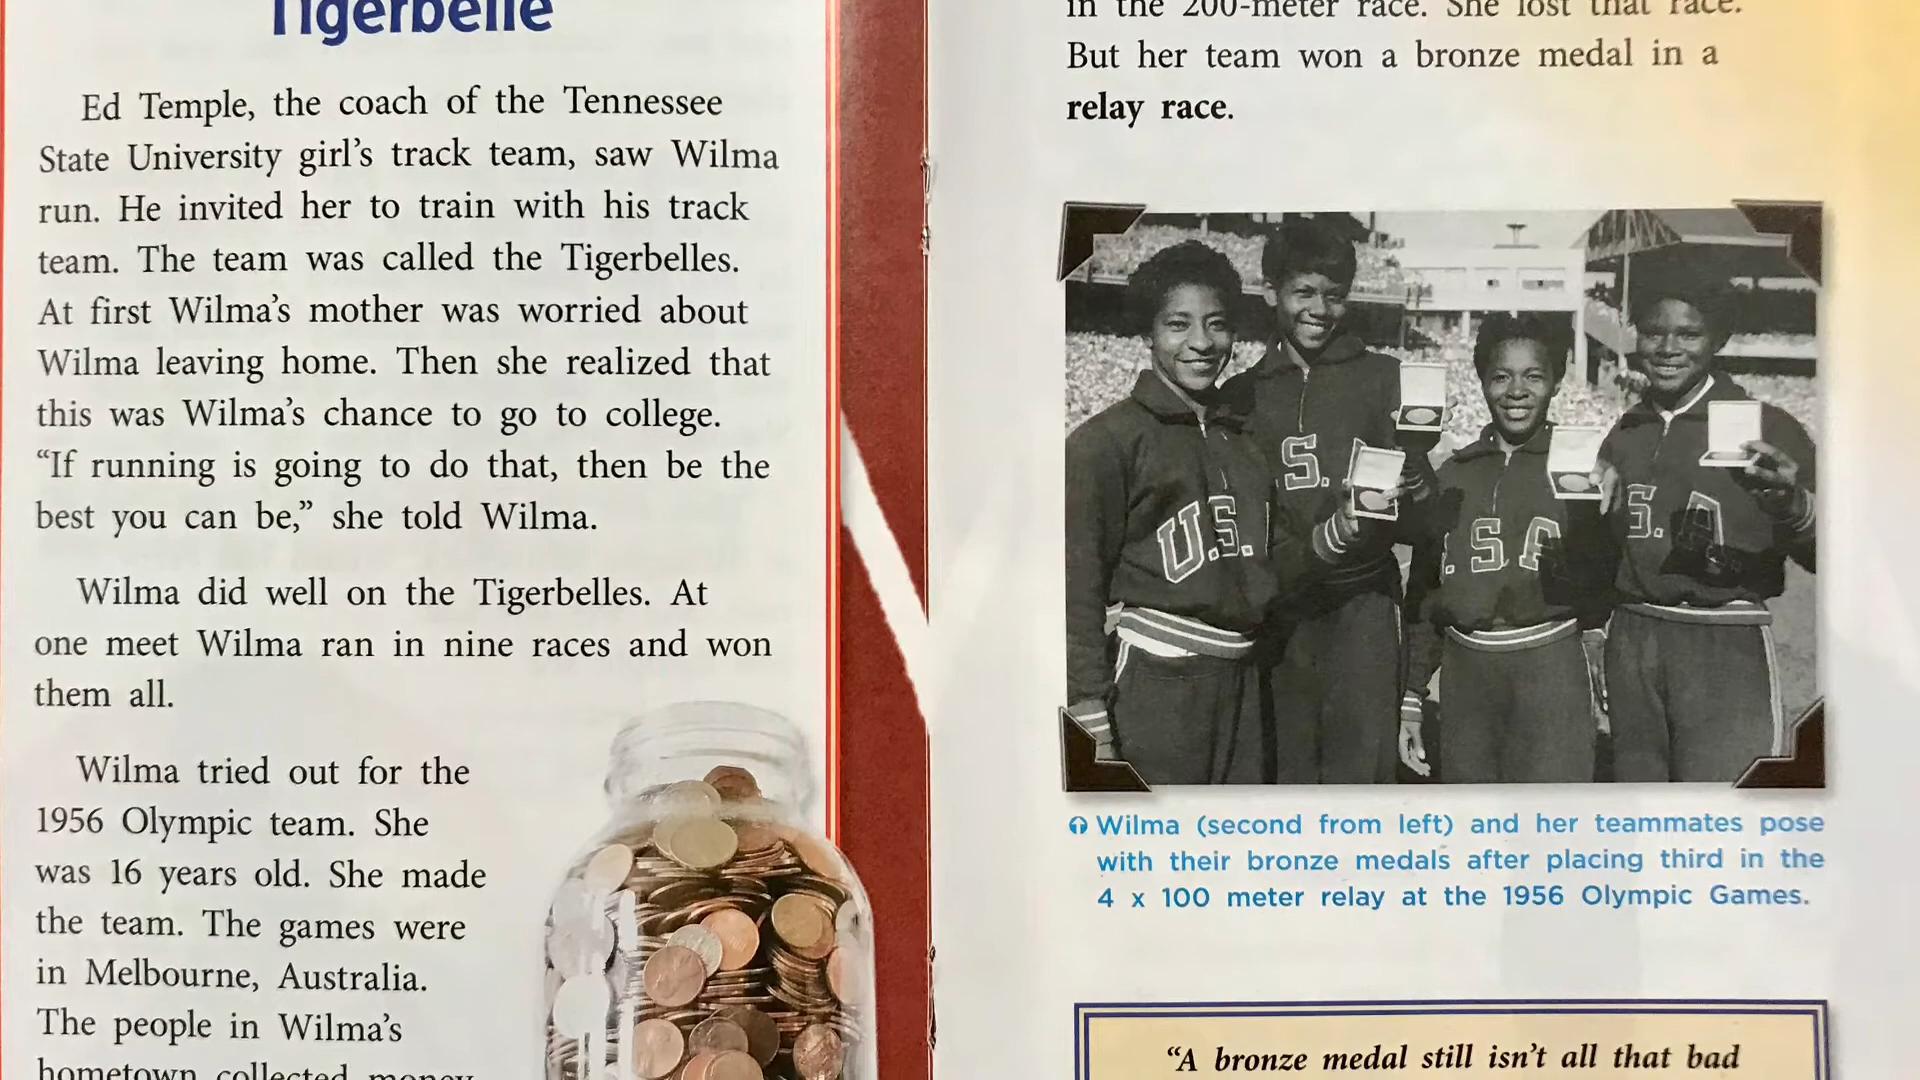 Tigerbelle
Ed Temple, the coach of the Tennessee
State University girl's track team, saw Wilma
run. He invited her to train with his track
team. The team was called the Tigerbelles.
At first Wilma's mother was worried about
Wilma leaving home. Then she realized that
this was Wilma's chance to go to college.
“If running is going to do that, then be the
best you can be,” she told Wilma.
Wilma did well on the Tigerbelles. At
one meet Wilma ran in nine races and won
them all.
Wilma tried out for the
1956 Olympic team. She
was 16 years old. She made
the team. The games were
in Melbourne, Australia.
The people in Wilma's
hometown collected money
in the 200-meter race. She lost that race.
But her team won a bronze medal in a
relay race.
U.S.
S.
.SA
S.A
Wilma (second from left) and her teammates pose
with their bronze medals after placing third in the
4 x 100 meter relay at the 1956 Olympic Games.
“A bronze medal still isn't all that bad